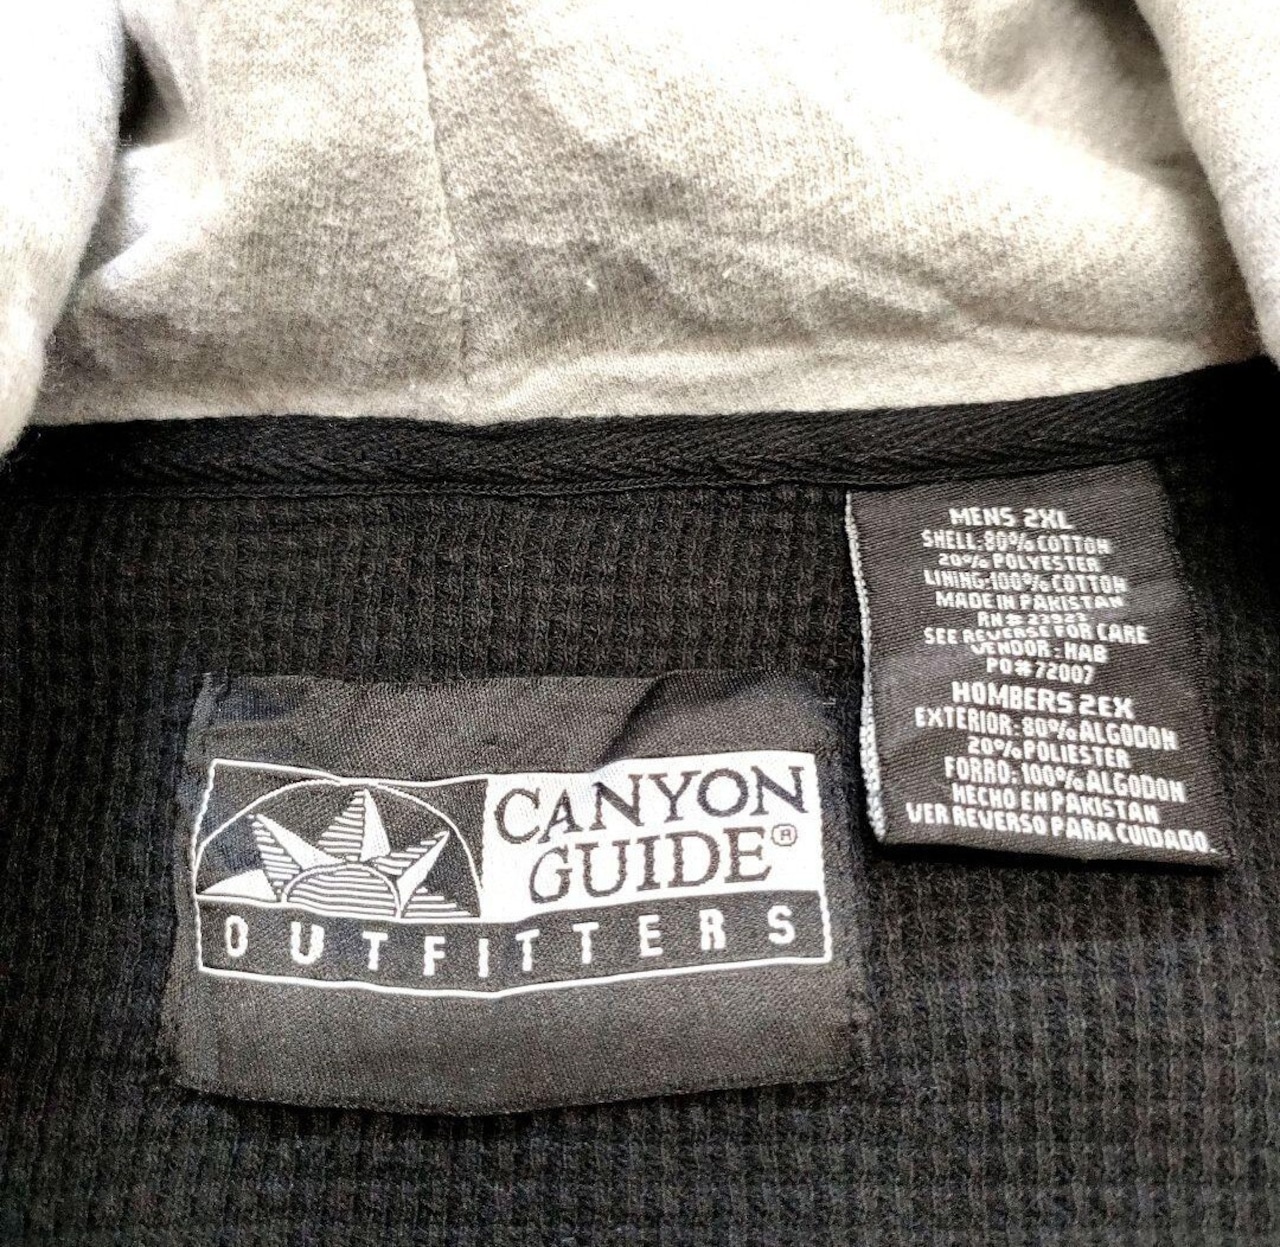 CANYON
GUIDE®
OUTFITTERS
MENS 2XL
SHELL:80% COTTON
20% POLYESTER
LINING:100% COTTON
MADE IN PAKISTAN
RN# 23923
SEE REVERSE FOR CARE
VENDOR : HAB
PO#72007
HOMBERS 2EX
EXTERIOR:80% ALGODON
20% POLIESTER
FORRO:100% ALGODON
HECHO EN PAKISTAN
VER REVERSO PARA CUIDADO.